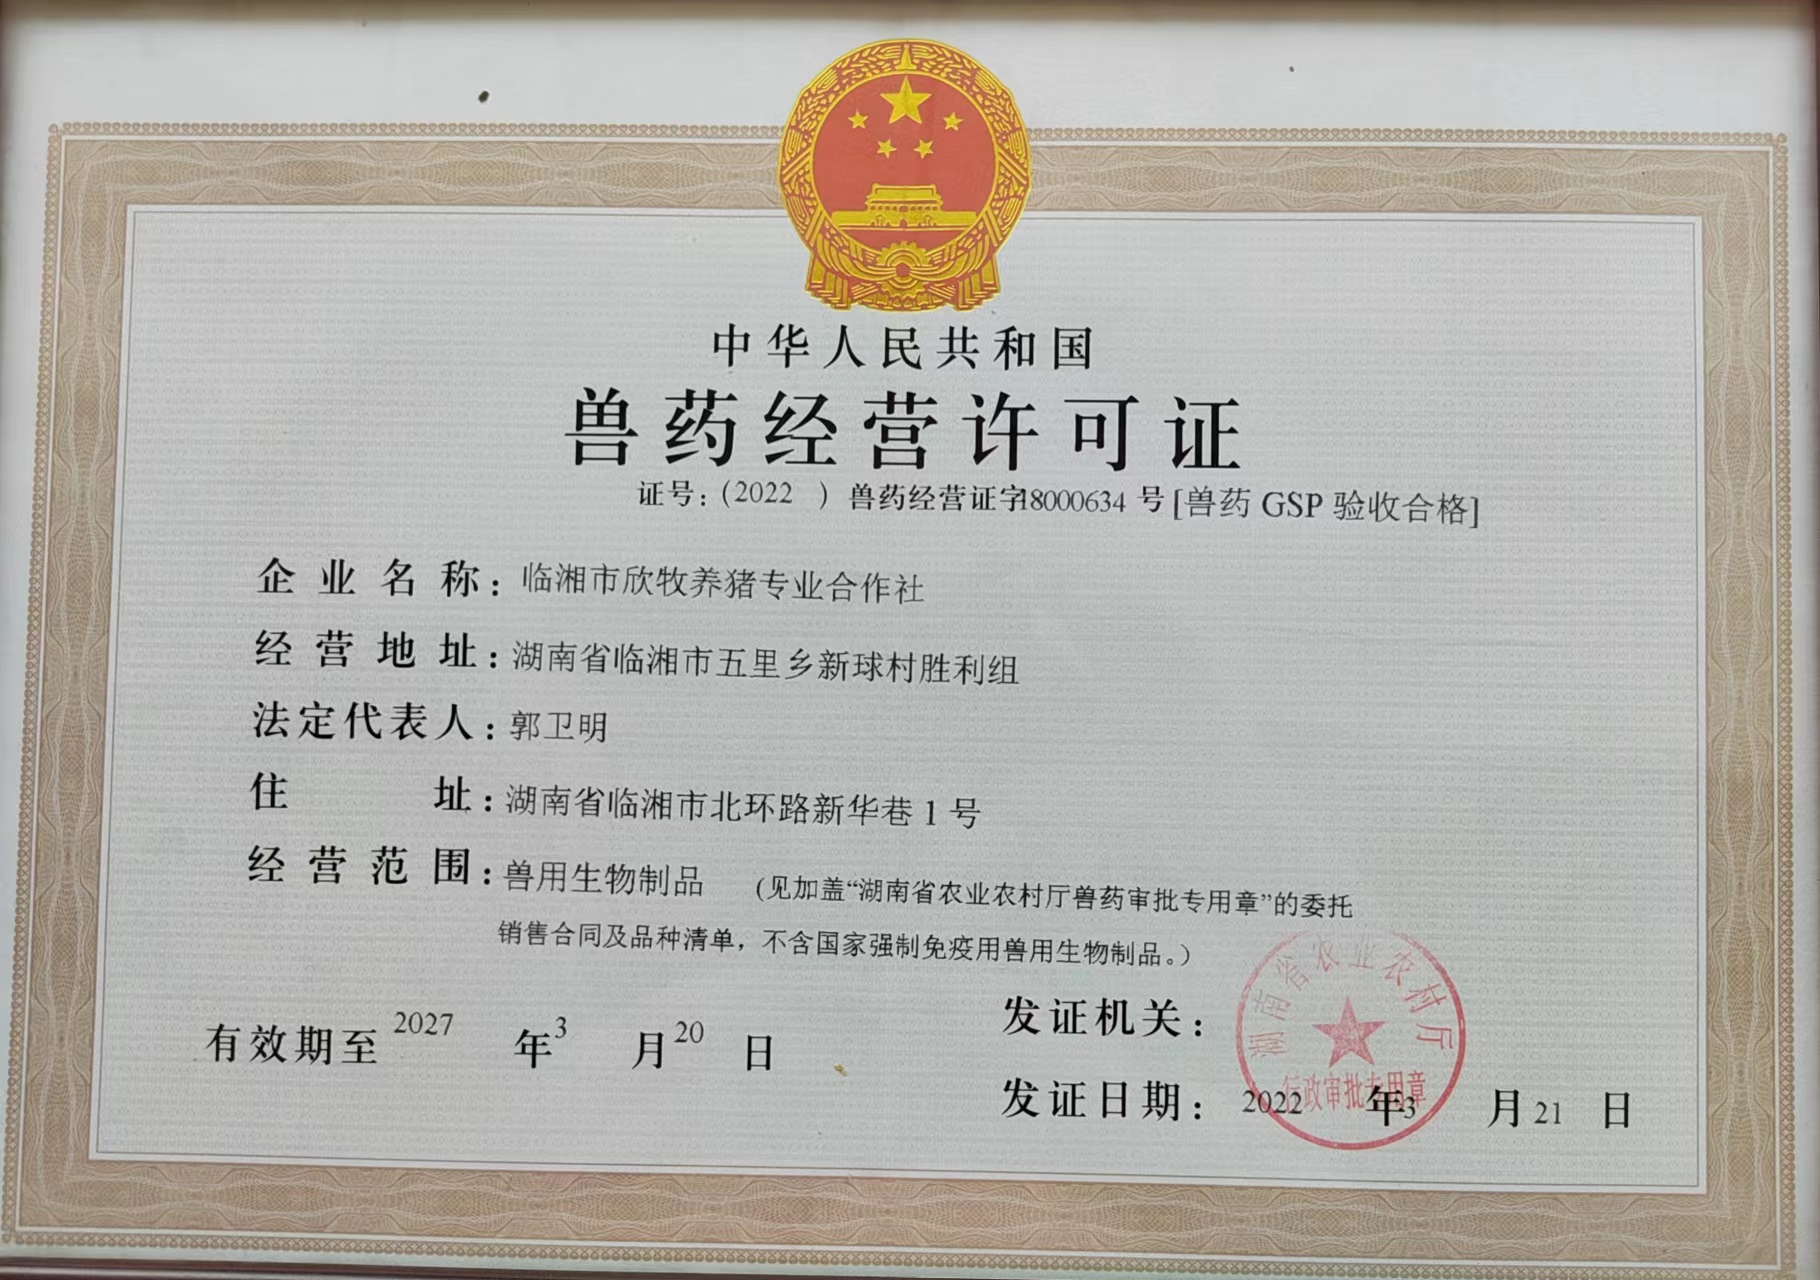 中华人民共和国
兽药经营许可证
证号：（2022 ）兽药经营证字18000634 号 [兽药 GSP 验收合格]
企业名称：临湘市欣牧养猪专业合作社
经营地址：湖南省临湘市五里乡新球村胜利组
法定代表人：郭卫明
住 址：湖南省临湘市北环路新华巷 1 号
经营范围：兽用生物制品 （见加盖“湖南省农业农村厅兽药审批专用章”的委托
销售合同及品种清单，不含国家强制免疫用兽用生物制品。）
有效期至 2027 年 3 月 20 日
发证机关：
湖南省农业农村厅
行政审批专用章
发证日期：2022 年 3 月 21 日